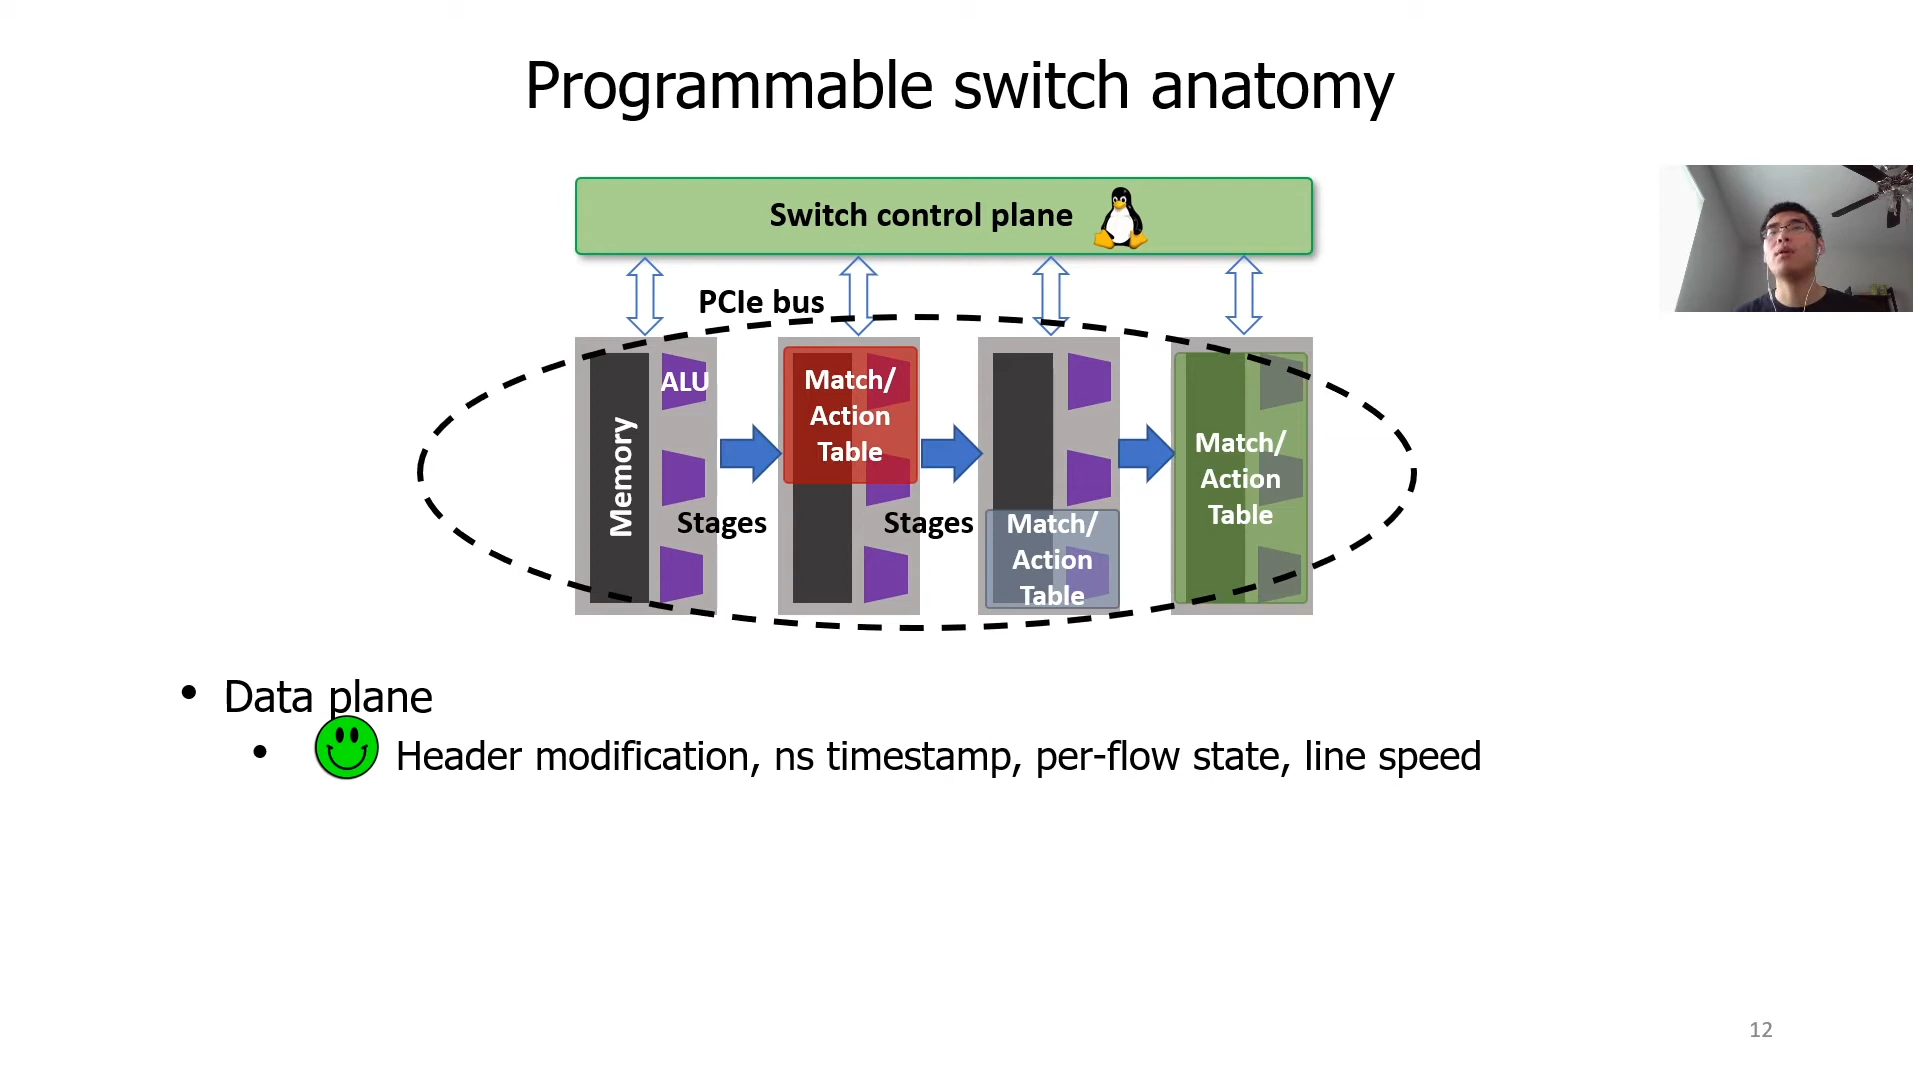 Programmable switch anatomy
Switch control plane
PCIe bus
ALU
Memory
Stages
Match/
Action
Table
Stages
Match/
Action
Table
Match/
Action
Table
• Data plane
• Header modification, ns timestamp, per-flow state, line speed
12